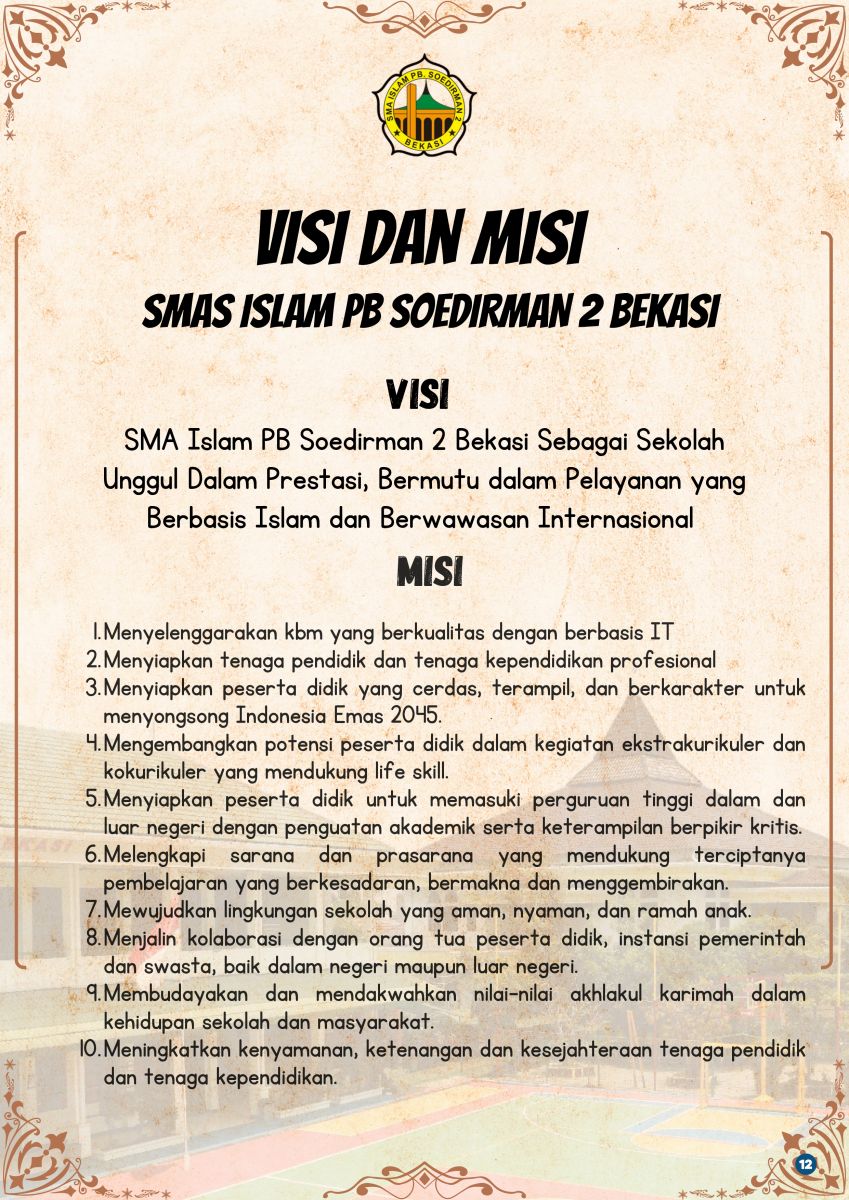 SMA ISLAM PB. SOEDIRMAN 2
BEKASI
VISI DAN MISI
SMAS ISLAM PB SOEDIRMAN 2 BEKASI
VISI
SMA Islam PB Soedirman 2 Bekasi Sebagai Sekolah
Unggul Dalam Prestasi, Bermutu dalam Pelayanan yang
Berbasis Islam dan Berwawasan Internasional
MISI
1. Menyelenggarakan kbm yang berkualitas dengan berbasis IT
2. Menyiapkan tenaga pendidik dan tenaga kependidikan profesional
3. Menyiapkan peserta didik yang cerdas, terampil, dan berkarakter untuk
menyongsong Indonesia Emas 2045.
4. Mengembangkan potensi peserta didik dalam kegiatan ekstrakurikuler dan
kokurikuler yang mendukung life skill.
5. Menyiapkan peserta didik untuk memasuki perguruan tinggi dalam dan
luar negeri dengan penguatan akademik serta keterampilan berpikir kritis.
6. Melengkapi sarana dan prasarana yang mendukung terciptanya
pembelajaran yang berkesadaran, bermakna dan menggembirakan.
7. Mewujudkan lingkungan sekolah yang aman, nyaman, dan ramah anak.
8. Menjalin kolaborasi dengan orang tua peserta didik, instansi pemerintah
dan swasta, baik dalam negeri maupun luar negeri.
9. Membudayakan dan mendakwahkan nilai-nilai akhlakul karimah dalam
kehidupan sekolah dan masyarakat.
10. Meningkatkan kenyamanan, ketenangan dan kesejahteraan tenaga pendidik
dan tenaga kependidikan.
12